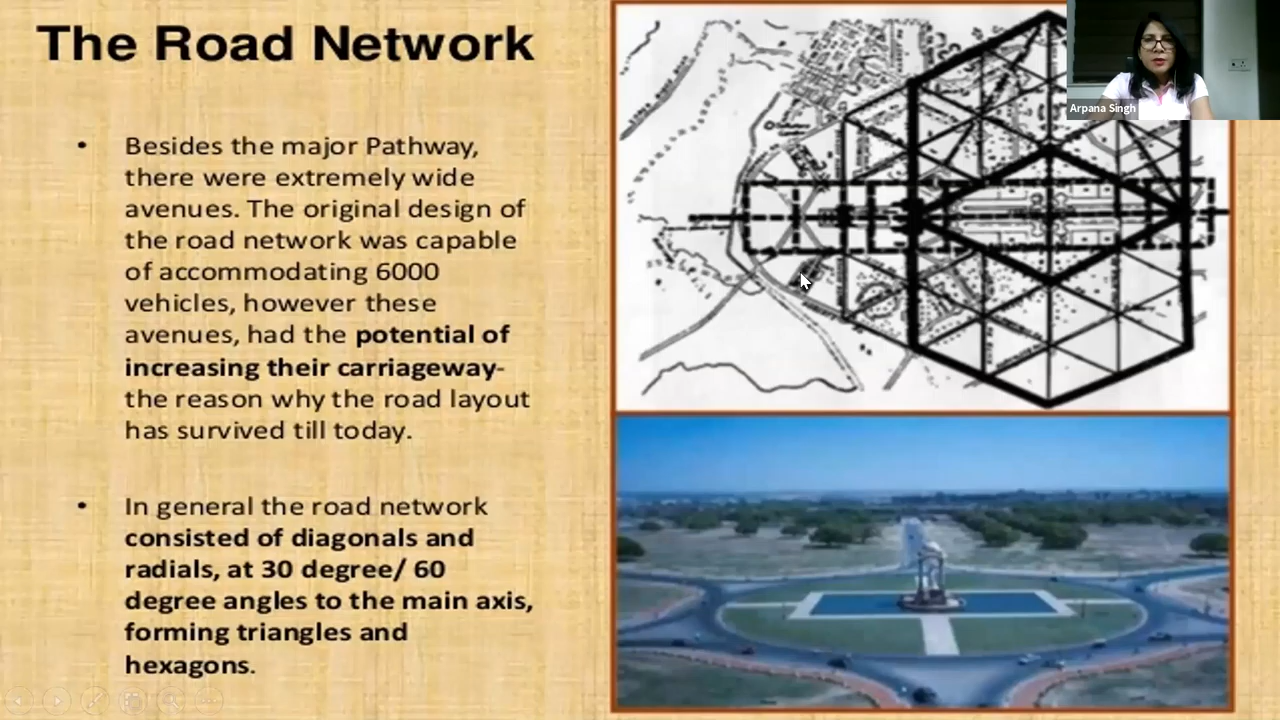 The Road Network
Arpana Singh
• Besides the major Pathway,
there were extremely wide
avenues. The original design of
the road network was capable
of accommodating 6000
vehicles, however these
avenues, had the potential of
increasing their carriageway-
the reason why the road layout
has survived till today.
• In general the road network
consisted of diagonals and
radials, at 30 degree/ 60
degree angles to the main axis,
forming triangles and
hexagons.